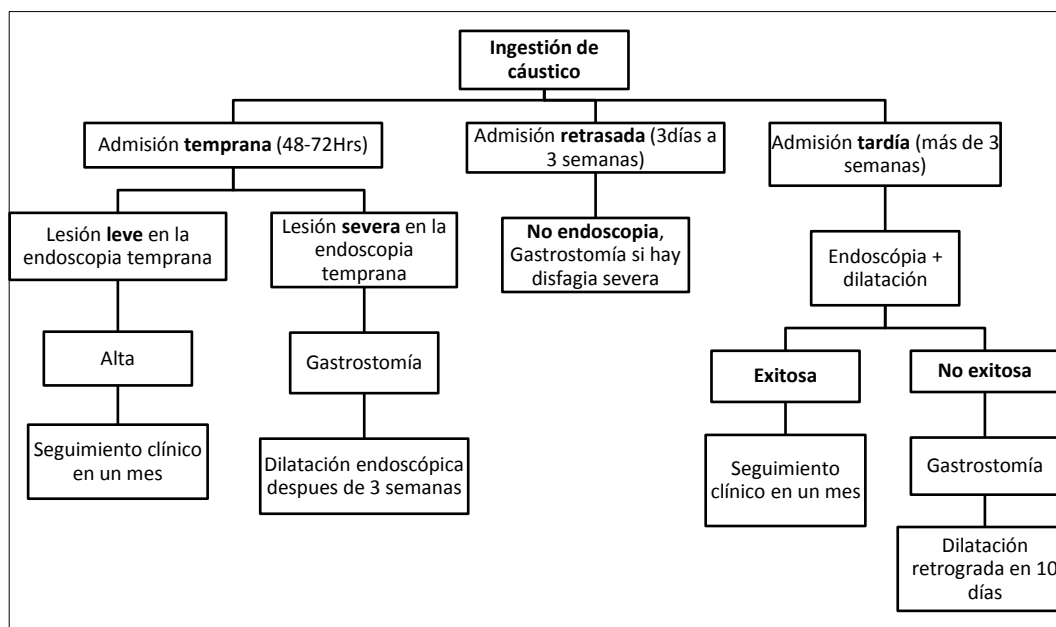 Ingestión de
cáustico
Admisión temprana (48-72Hrs)
Admisión retrasada (3días a
3 semanas)
Admisión tardía (más de 3
semanas)
Lesión leve en la
endoscopia temprana
Lesión severa en la
endoscopia
temprana
No endoscopia,
Gastrostomía si hay
disfagia severa
Endoscópia +
dilatación
Alta
Gastrostomía
Exitosa
No exitosa
Seguimiento clínico
en un mes
Dilatación endoscópica
despues de 3 semanas
Seguimiento
clínico en un mes
Gastrostomía
Dilatación
retrograda en 10
días